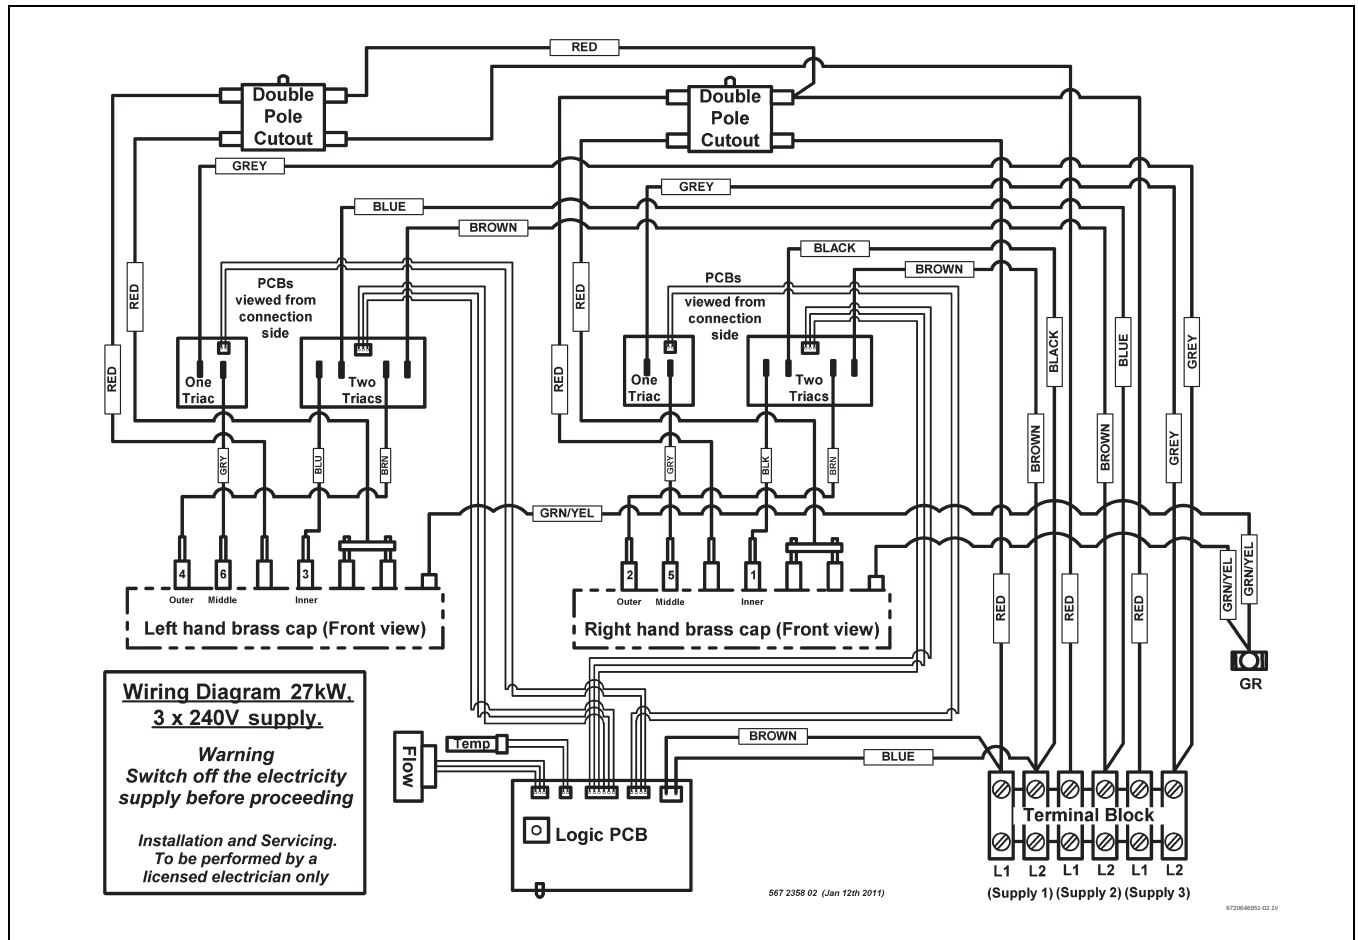 RED
Double
Pole
Cutout
Double
Pole
Cutout
GREY
GREY
BLUE
BROWN
BLACK
BROWN
PCBs
viewed from
connection
side
PCBs
viewed from
connection
side
RED
RED
RED
RED
BLACK
BLUE
GREY
One
Triac
Two
Triacs
One
Triac
Two
Triacs
BROWN
BROWN
GREY
GRY
BLU
BRN
GRY
BLK
BRN
GRN/YEL
GRN/YEL
GRN/YEL
4
6
3
2
5
1
RED
RED
RED
Outer
Middle
Inner
Outer
Middle
Inner
Left hand brass cap (Front view)
Right hand brass cap (Front view)
GR
Wiring Diagram 27kW,
3 x 240V supply.
Warning
Switch off the electricity
supply before proceeding
Installation and Servicing.
To be performed by a
licensed electrician only
Flow
Temp
BROWN
BLUE
Logic PCB
Terminal Block
L1
L2
L1
L2
L1
L2
(Supply 1) (Supply 2) (Supply 3)
567 2358 02 (Jan 12th 2011)
6720646951-02.1V